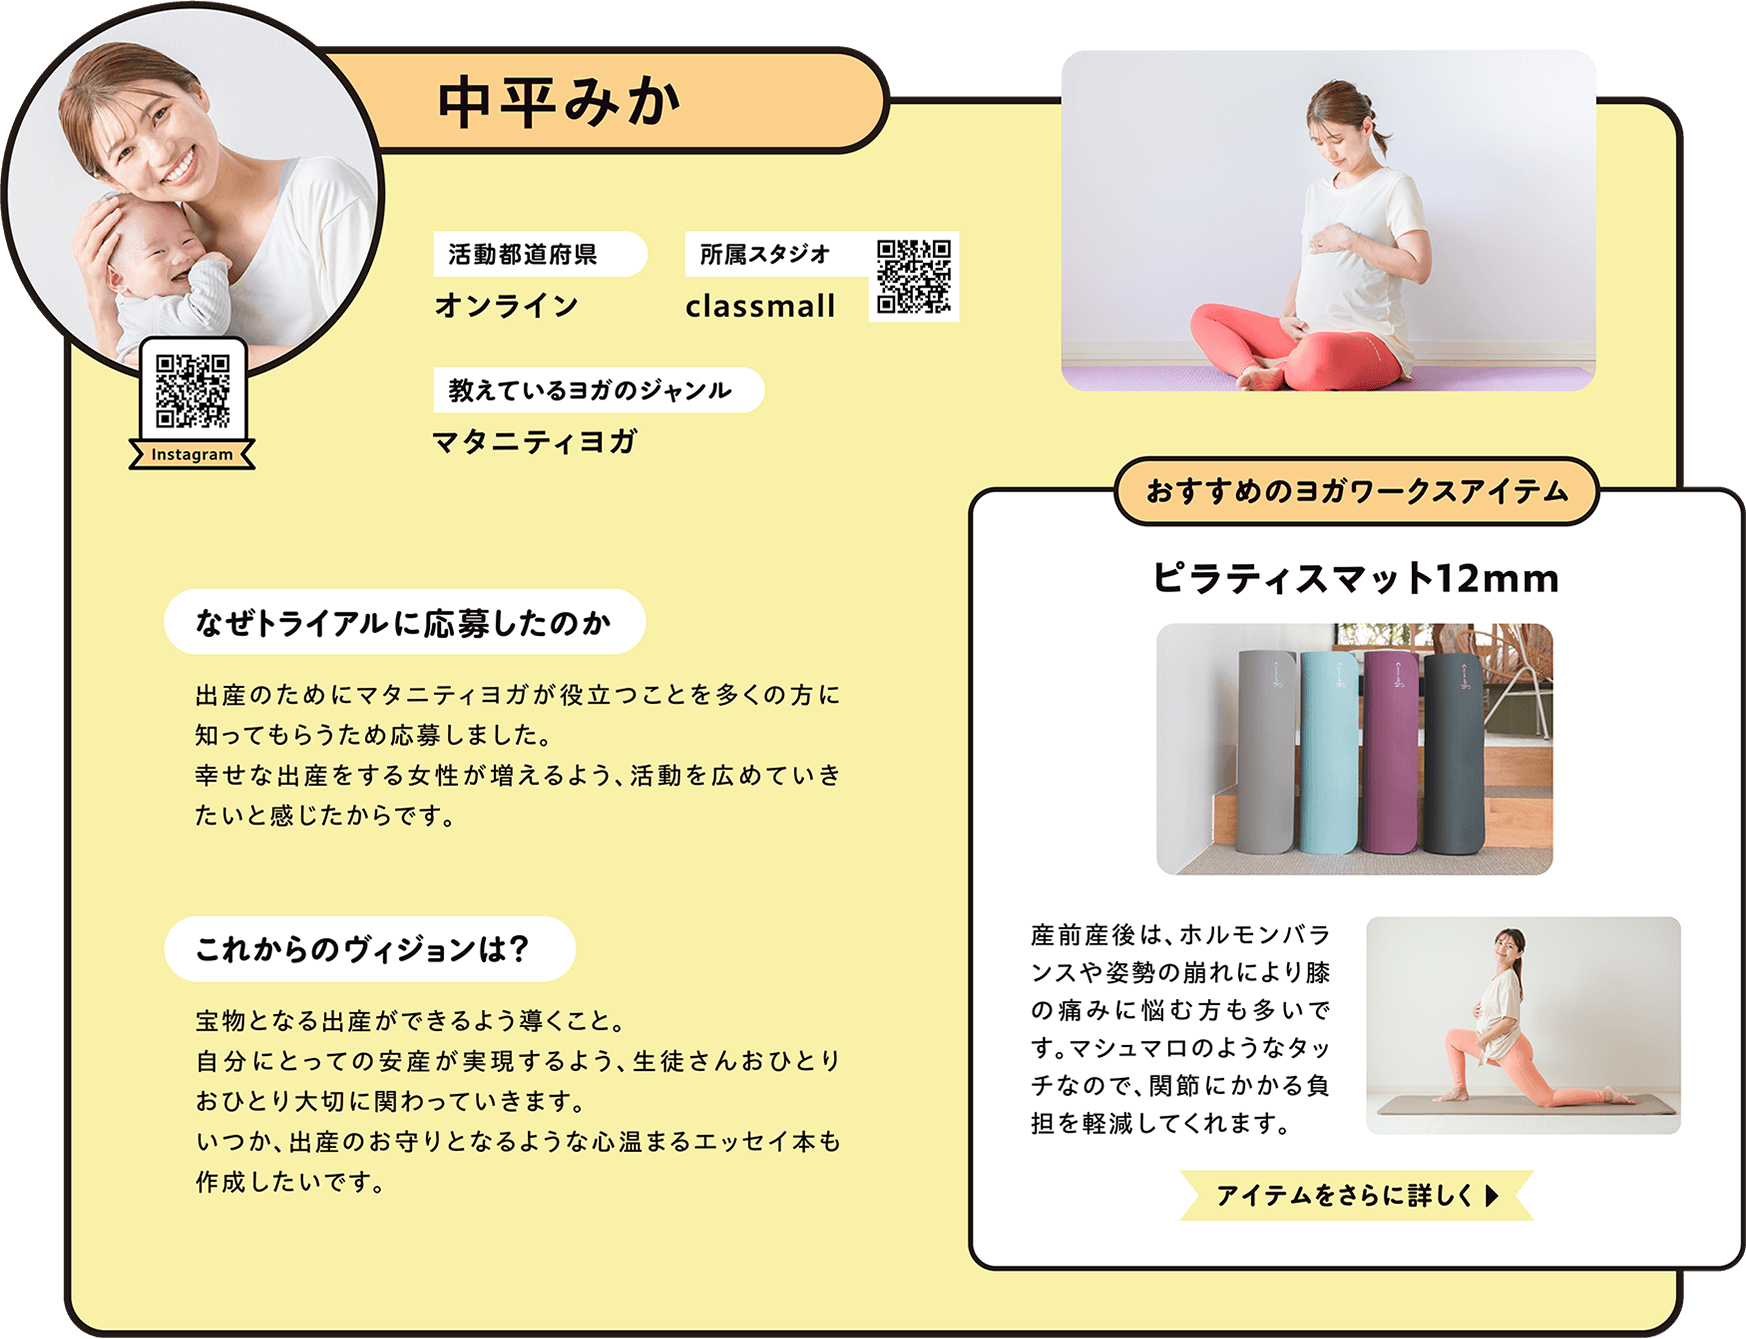 中平みか
活動都道府県
オンライン
所属スタジオ
classmall
教えているヨガのジャンル
マタニティヨガ
Instagram
なぜトライアルに応募したのか
出産のためにマタニティヨガが役立つことを多くの方に
知ってもらうため応募しました。
幸せな出産をする女性が増えるよう、活動を広めていき
たいと感じたからです。
これからのヴィジョンは？
宝物となる出産ができるよう導くこと。
自分にとっての安産が実現するよう、生徒さんおひとり
おひとり大切に関わっていきます。
いつか、出産のお守りとなるような心温まるエッセイ本も
作成したいです。
おすすめのヨガワークスアイテム
ピラティスマット12mm
産前産後は、ホルモンバラ
ンスや姿勢の崩れにより膝
の痛みに悩む方も多いで
す。マシュマロのようなタッ
チなので、関節にかかる負
担を軽減してくれます。
アイテムをさらに詳しく▶